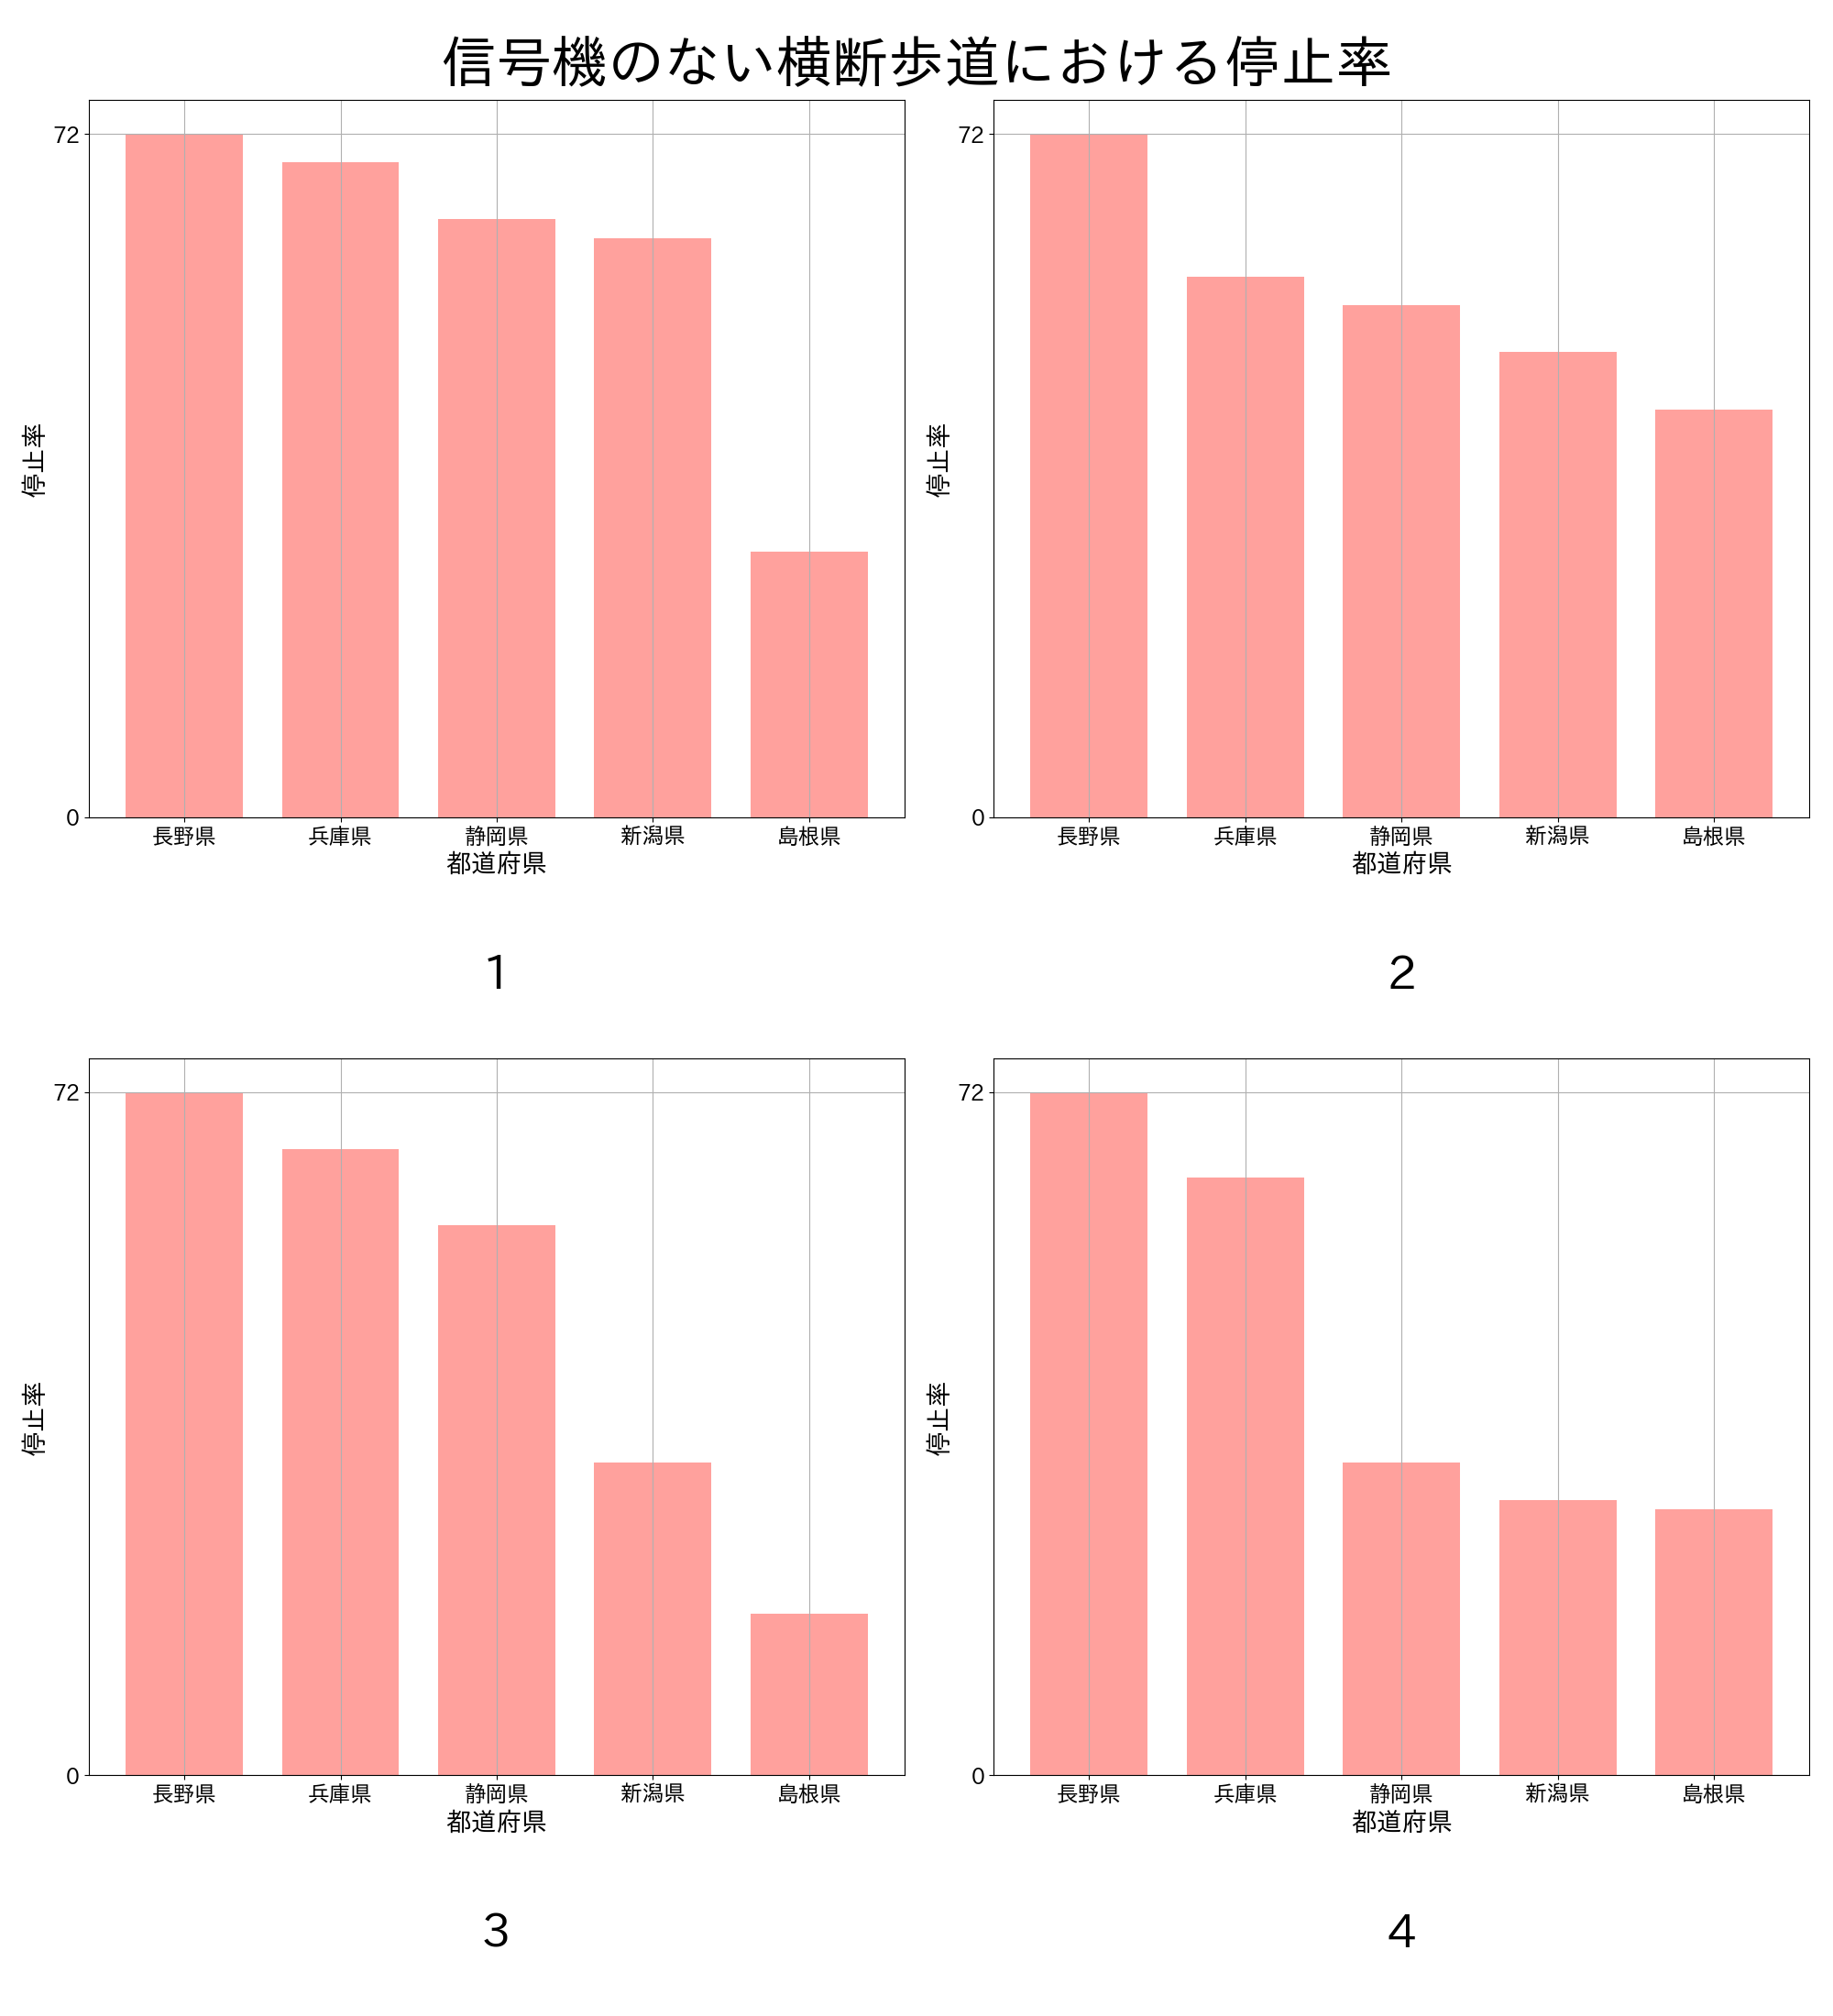 信号機のない横断歩道における停止率
72
停止率
0
長野県 兵庫県 静岡県 新潟県 島根県
都道府県
1
72
停止率
0
長野県 兵庫県 静岡県 新潟県 島根県
都道府県
2
72
停止率
0
長野県 兵庫県 静岡県 新潟県 島根県
都道府県
3
72
停止率
0
長野県 兵庫県 静岡県 新潟県 島根県
都道府県
4